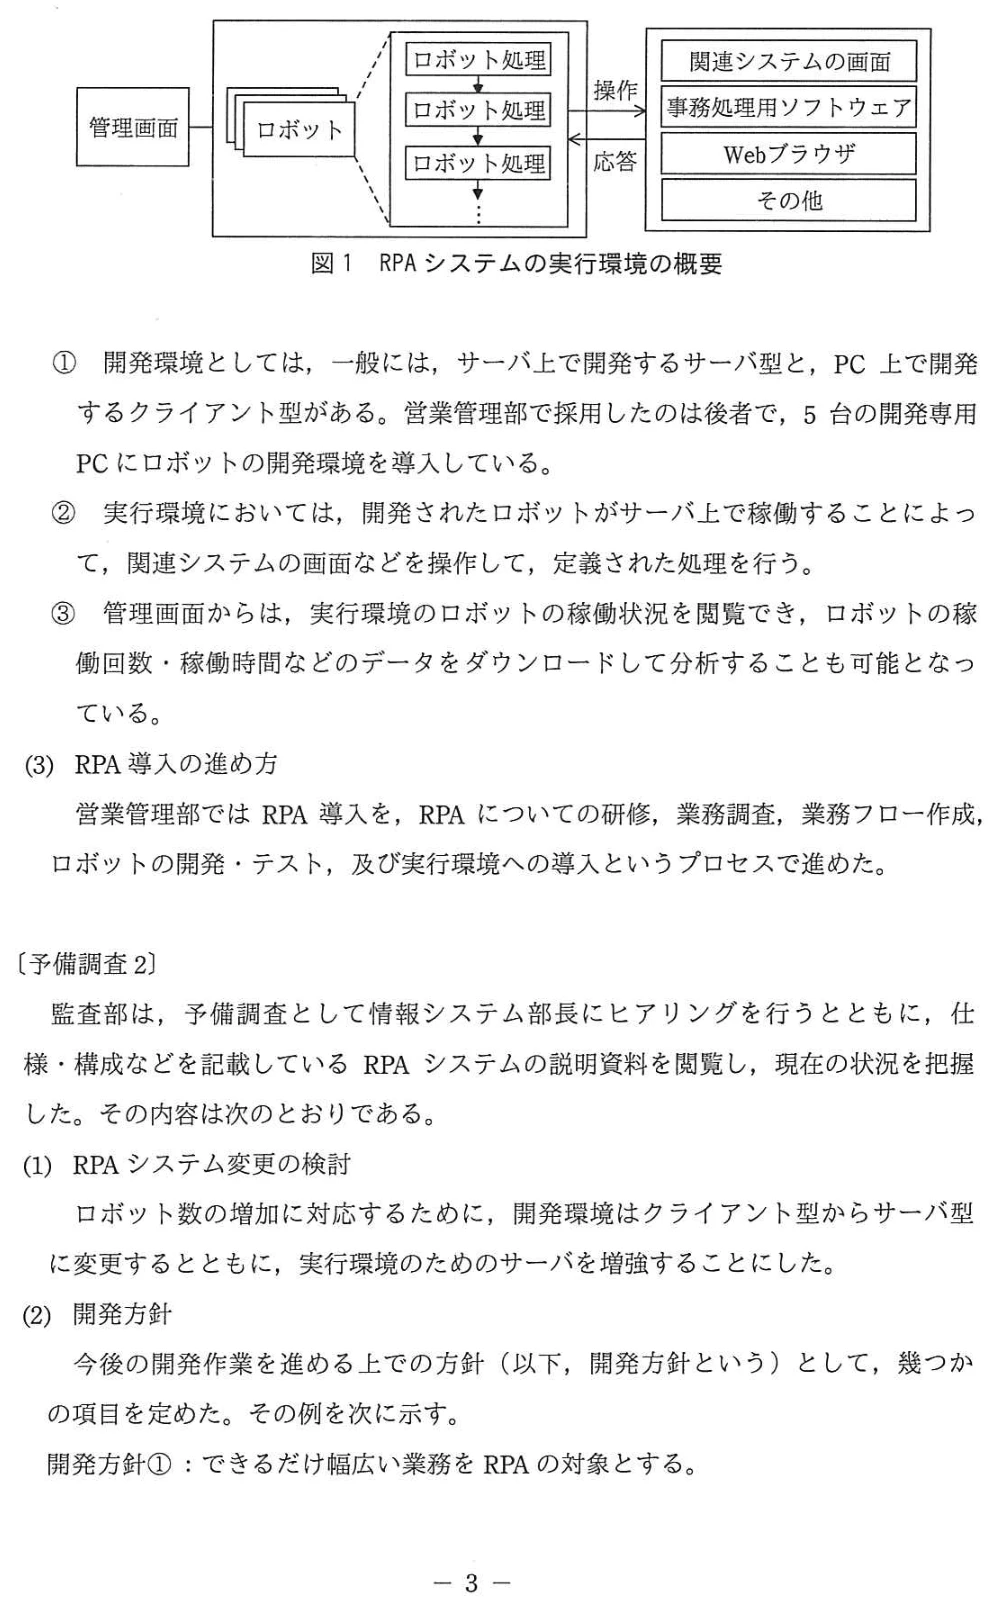 管理画面
ロボット
ロボット処理
ロボット処理
ロボット処理
⋮
操作
応答
関連システムの画面
事務処理用ソフトウェア
Webブラウザ
その他
図1　RPAシステムの実行環境の概要
①　開発環境としては，一般には，サーバ上で開発するサーバ型と，PC 上で開発
するクライアント型がある。営業管理部で採用したのは後者で，5 台の開発専用
PCにロボットの開発環境を導入している。
②　実行環境においては，開発されたロボットがサーバ上で稼働することによっ
て，関連システムの画面などを操作して，定義された処理を行う。
③　管理画面からは，実行環境のロボットの稼働状況を閲覧でき，ロボットの稼
働回数・稼働時間などのデータをダウンロードして分析することも可能となっ
ている。
(3)　RPA導入の進め方
営業管理部では RPA 導入を，RPA についての研修，業務調査，業務フロー作成，
ロボットの開発・テスト，及び実行環境への導入というプロセスで進めた。
〔予備調査2〕
監査部は，予備調査として情報システム部長にヒアリングを行うとともに，仕
様・構成などを記載している RPA システムの説明資料を閲覧し，現在の状況を把握
した。その内容は次のとおりである。
(1)　RPAシステム変更の検討
ロボット数の増加に対応するために，開発環境はクライアント型からサーバ型
に変更するとともに，実行環境のためのサーバを増強することにした。
(2)　開発方針
今後の開発作業を進める上での方針（以下，開発方針という）として，幾つか
の項目を定めた。その例を次に示す。
開発方針①：できるだけ幅広い業務をRPAの対象とする。
－ 3 －